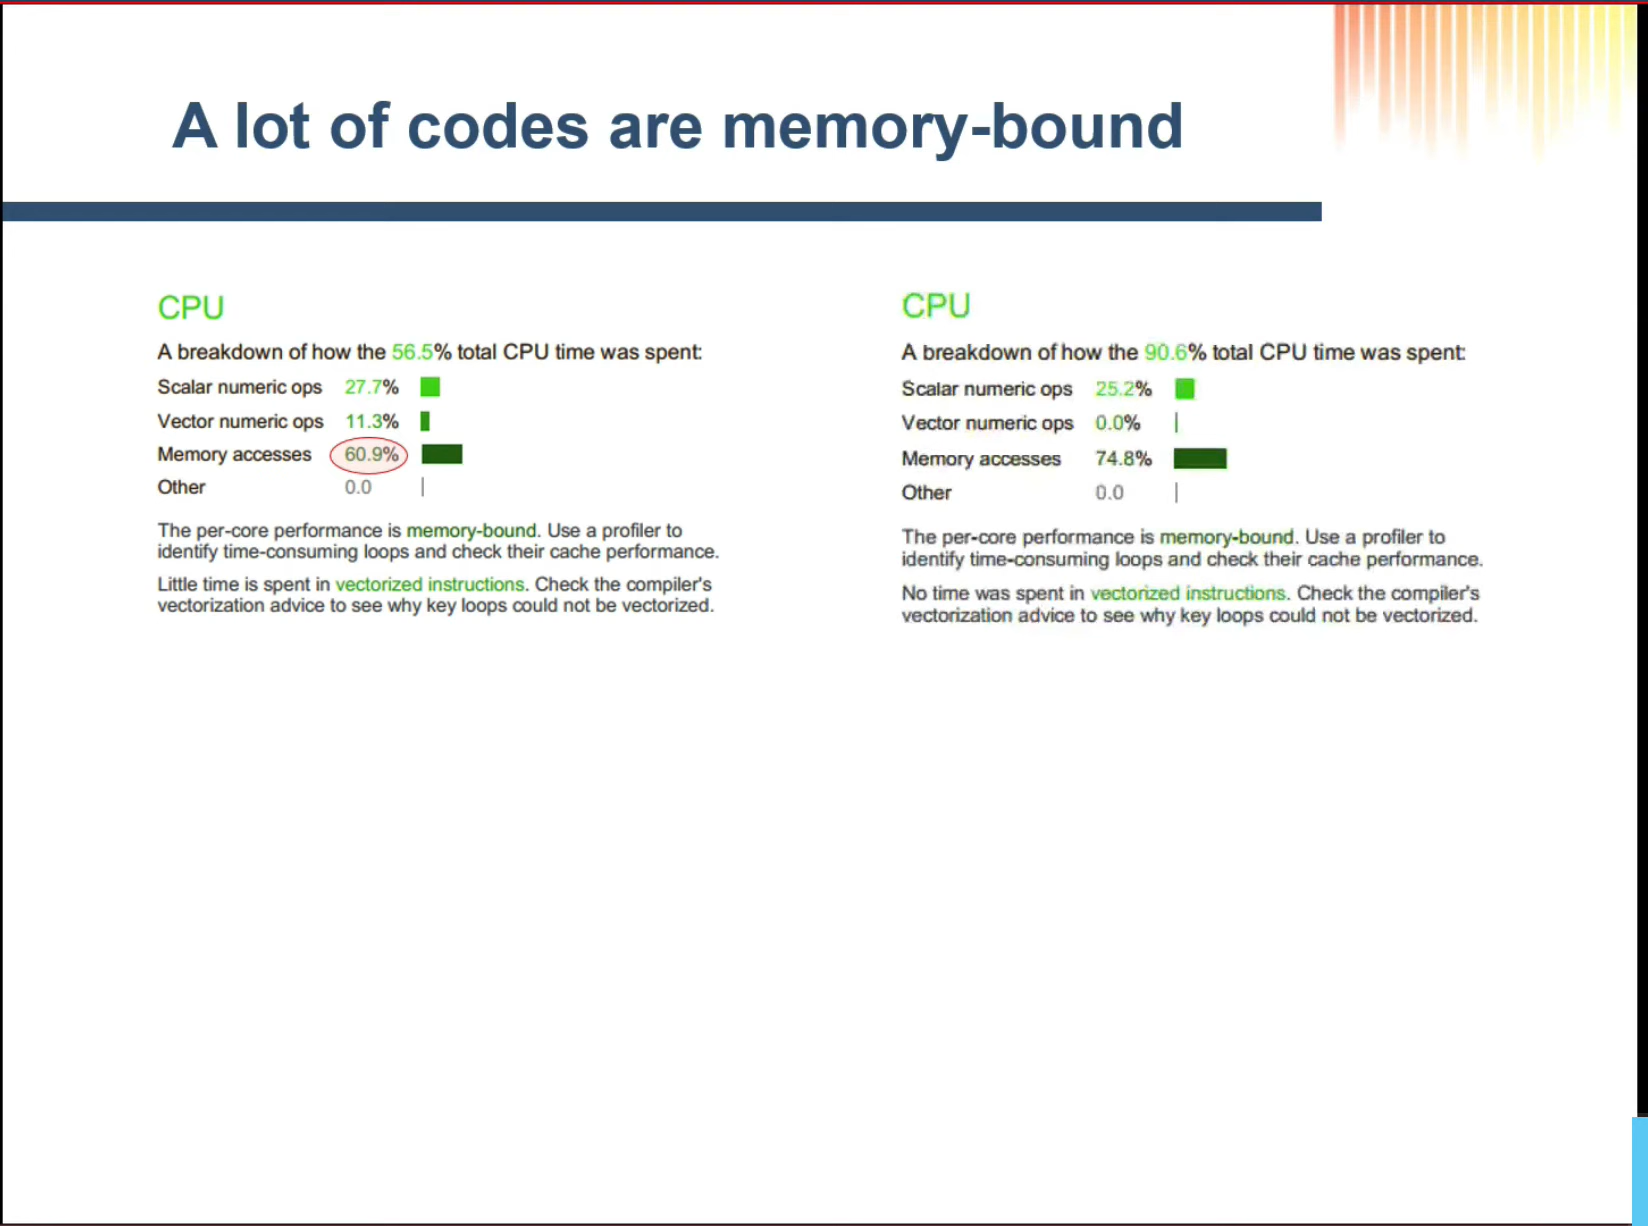 A lot of codes are memory-bound
CPU
A breakdown of how the 56.5% total CPU time was spent:
Scalar numeric ops 27.7%
Vector numeric ops 11.3%
Memory accesses 60.9%
Other 0.0
The per-core performance is memory-bound. Use a profiler to
identify time-consuming loops and check their cache performance.
Little time is spent in vectorized instructions. Check the compiler's
vectorization advice to see why key loops could not be vectorized.
CPU
A breakdown of how the 90.6% total CPU time was spent:
Scalar numeric ops 25.2%
Vector numeric ops 0.0%
Memory accesses 74.8%
Other 0.0
The per-core performance is memory-bound. Use a profiler to
identify time-consuming loops and check their cache performance.
No time was spent in vectorized instructions. Check the compiler's
vectorization advice to see why key loops could not be vectorized.